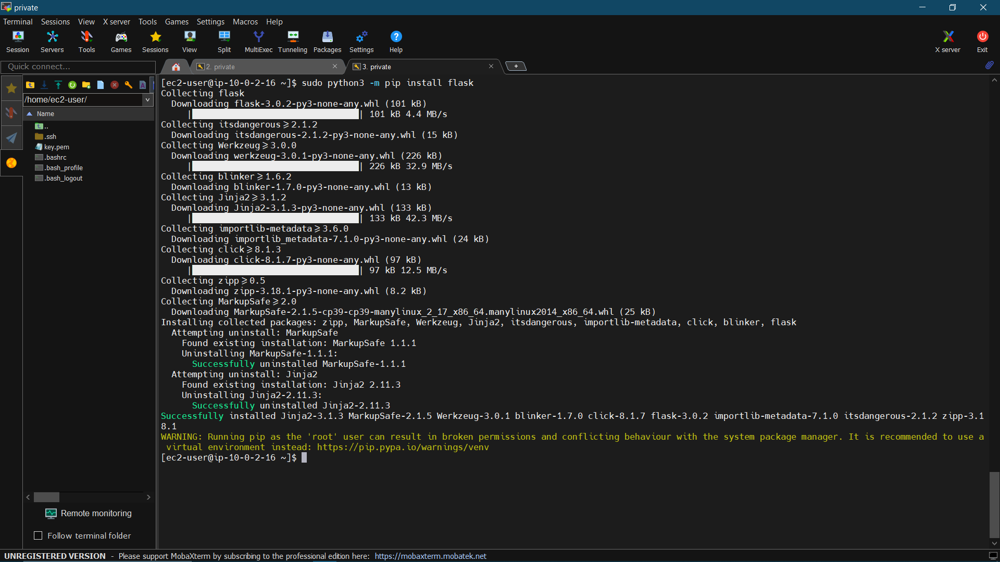 private
Terminal Sessions View X server Tools Games Settings Macros Help
Session Servers Tools Games Sessions View Split MultiExec Tunneling Packages Settings Help X server Exit
Quick connect...
2. private
3. private
/home/ec2-user/
Name
..
.ssh
key.pem
.bashrc
.bash_profile
.bash_logout
[ec2-user@ip-10-0-2-16 ~]$ sudo python3 -m pip install flask
Collecting flask
  Downloading flask-3.0.2-py3-none-any.whl (101 kB)
     |████████████████████████████████| 101 kB 4.4 MB/s
Collecting itsdangerous>=2.1.2
  Downloading itsdangerous-2.1.2-py3-none-any.whl (15 kB)
Collecting Werkzeug>=3.0.0
  Downloading werkzeug-3.0.1-py3-none-any.whl (226 kB)
     |████████████████████████████████| 226 kB 32.9 MB/s
Collecting blinker>=1.6.2
  Downloading blinker-1.7.0-py3-none-any.whl (13 kB)
Collecting Jinja2>=3.1.2
  Downloading Jinja2-3.1.3-py3-none-any.whl (133 kB)
     |████████████████████████████████| 133 kB 42.3 MB/s
Collecting importlib-metadata>=3.6.0
  Downloading importlib_metadata-7.1.0-py3-none-any.whl (24 kB)
Collecting click>=8.1.3
  Downloading click-8.1.7-py3-none-any.whl (97 kB)
     |████████████████████████████████| 97 kB 12.5 MB/s
Collecting zipp>=0.5
  Downloading zipp-3.18.1-py3-none-any.whl (8.2 kB)
Collecting MarkupSafe>=2.0
  Downloading MarkupSafe-2.1.5-cp39-cp39-manylinux_2_17_x86_64.manylinux2014_x86_64.whl (25 kB)
Installing collected packages: zipp, MarkupSafe, Werkzeug, Jinja2, itsdangerous, importlib-metadata, click, blinker, flask
  Attempting uninstall: MarkupSafe
    Found existing installation: MarkupSafe 1.1.1
    Uninstalling MarkupSafe-1.1.1:
      Successfully uninstalled MarkupSafe-1.1.1
  Attempting uninstall: Jinja2
    Found existing installation: Jinja2 2.11.3
    Uninstalling Jinja2-2.11.3:
      Successfully uninstalled Jinja2-2.11.3
Successfully installed Jinja2-3.1.3 MarkupSafe-2.1.5 Werkzeug-3.0.1 blinker-1.7.0 click-8.1.7 flask-3.0.2 importlib-metadata-7.1.0 itsdangerous-2.1.2 zipp-3.1
8.1
WARNING: Running pip as the 'root' user can result in broken permissions and conflicting behaviour with the system package manager. It is recommended to use a
 virtual environment instead: https://pip.pypa.io/warnings/venv
[ec2-user@ip-10-0-2-16 ~]$
Remote monitoring
Follow terminal folder
UNREGISTERED VERSION - Please support MobaXterm by subscribing to the professional edition here: https://mobaxterm.mobatek.net